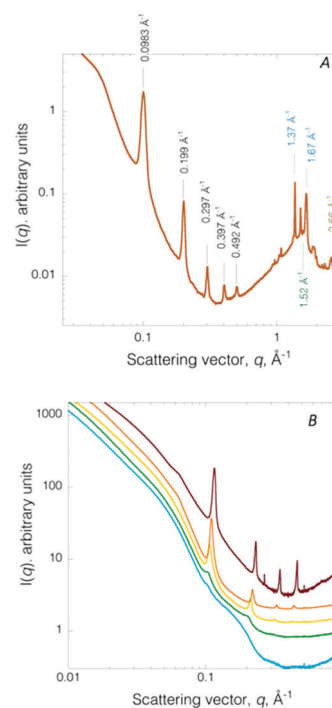 A
0.0983 Å-1
0.199 Å-1
0.297 Å-1
0.397 Å-1
0.492 Å-1
1.37 Å-1
1.67 Å-1
1.52 Å-1
I(q). arbitrary units
1
0.1
0.01
0.1
1
Scattering vector, q, Å-1
B
I(q). arbitrary units
1000
100
10
1
0.01
0.1
Scattering vector, q, Å-1